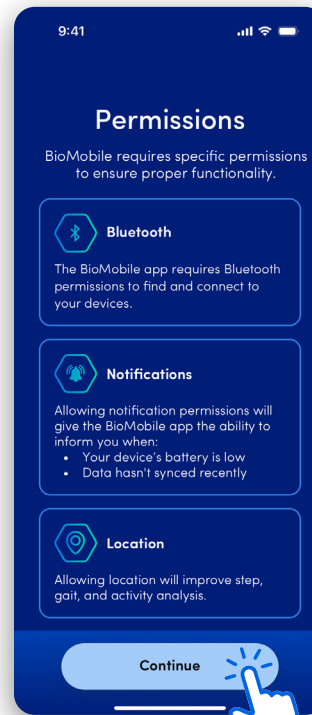 9:41
Permissions
BioMobile requires specific permissions
to ensure proper functionality.
Bluetooth
The BioMobile app requires Bluetooth
permissions to find and connect to
your devices.
Notifications
Allowing notification permissions will
give the BioMobile app the ability to
inform you when:
• Your device's battery is low
• Data hasn't synced recently
Location
Allowing location will improve step,
gait, and activity analysis.
Continue